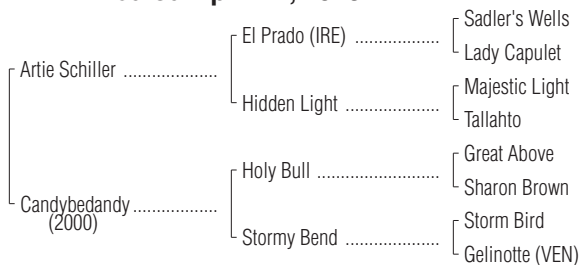 El Prado (IRE) ....................
Sadler's Wells
Lady Capulet
Artie Schiller ....................
Hidden Light ......................
Majestic Light
Tallahto
Holy Bull ..........................
Great Above
Sharon Brown
Candybedandy ..................
(2000)
Stormy Bend ....................
Storm Bird
Gelinotte (VEN)